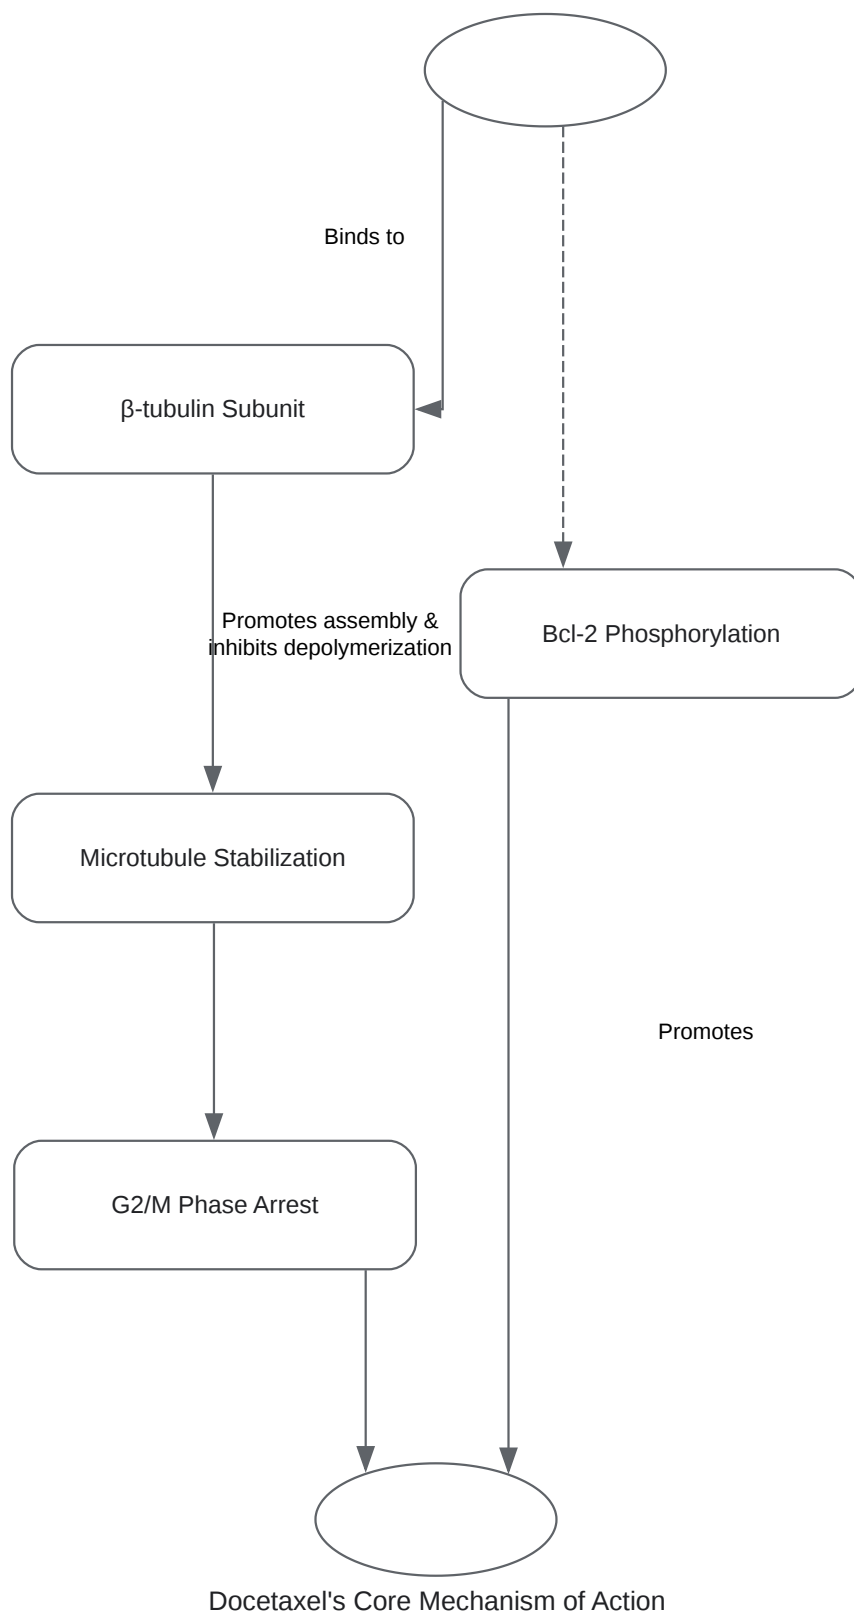 Binds to
β-tubulin Subunit
Promotes assembly &
inhibits depolymerization
Bcl-2 Phosphorylation
Microtubule Stabilization
Promotes
G2/M Phase Arrest
Docetaxel's Core Mechanism of Action